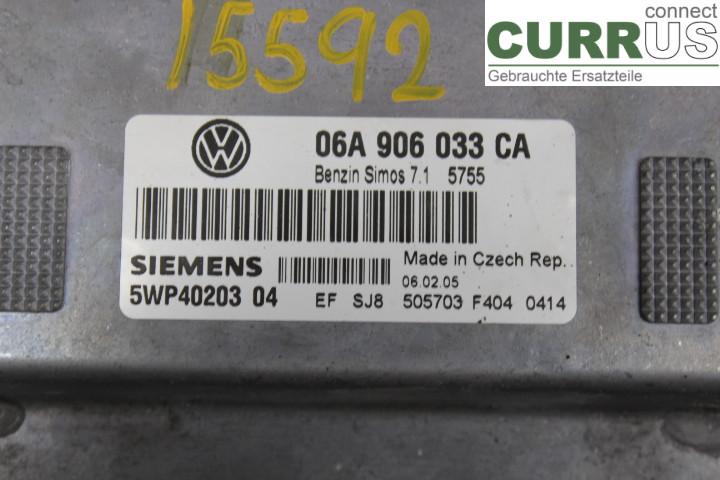 15592
connect
CURRUS
Gebrauchte Ersatzteile
06A 906 033 CA
Benzin Simos 7.1 5755
SIEMENS
Made in Czech Rep.
06.02.05
5WP40203 04
EF SJ8 505703 F404 0414